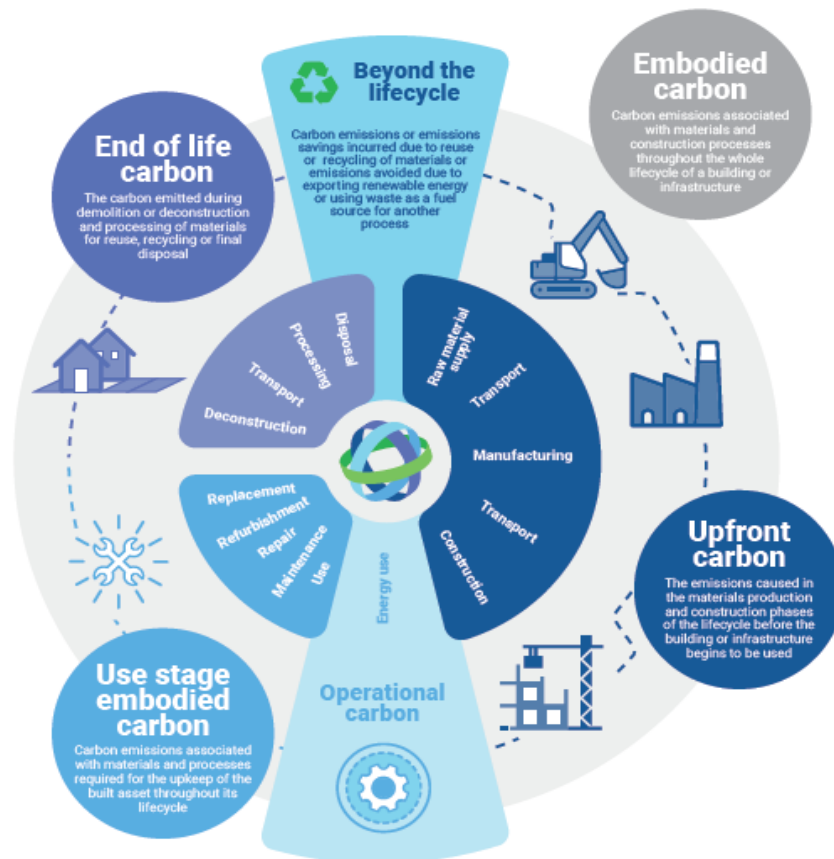 Beyond the
lifecycle
Carbon emissions or emissions
savings incurred due to reuse
or recycling of materials or
emissions avoided due to
exporting renewable energy
or using waste as a fuel
source for another
process
Embodied
carbon
Carbon emissions associated
with materials and
construction processes
throughout the whole
lifecycle of a building or
infrastructure
End of life
carbon
The carbon emitted during
demolition or deconstruction
and processing of materials
for reuse, recycling or final
disposal
Disposal
Processing
Transport
Deconstruction
Raw material
supply
Transport
Manufacturing
Transport
Construction
Replacement
Refurbishment
Repair
Maintenance
Use
Energy use
Upfront
carbon
The emissions caused in
the materials production
and construction phases
of the lifecycle before the
building or infrastructure
begins to be used
Use stage
embodied
carbon
Carbon emissions associated
with materials and processes
required for the upkeep of the
built asset throughout its
lifecycle
Operational
carbon